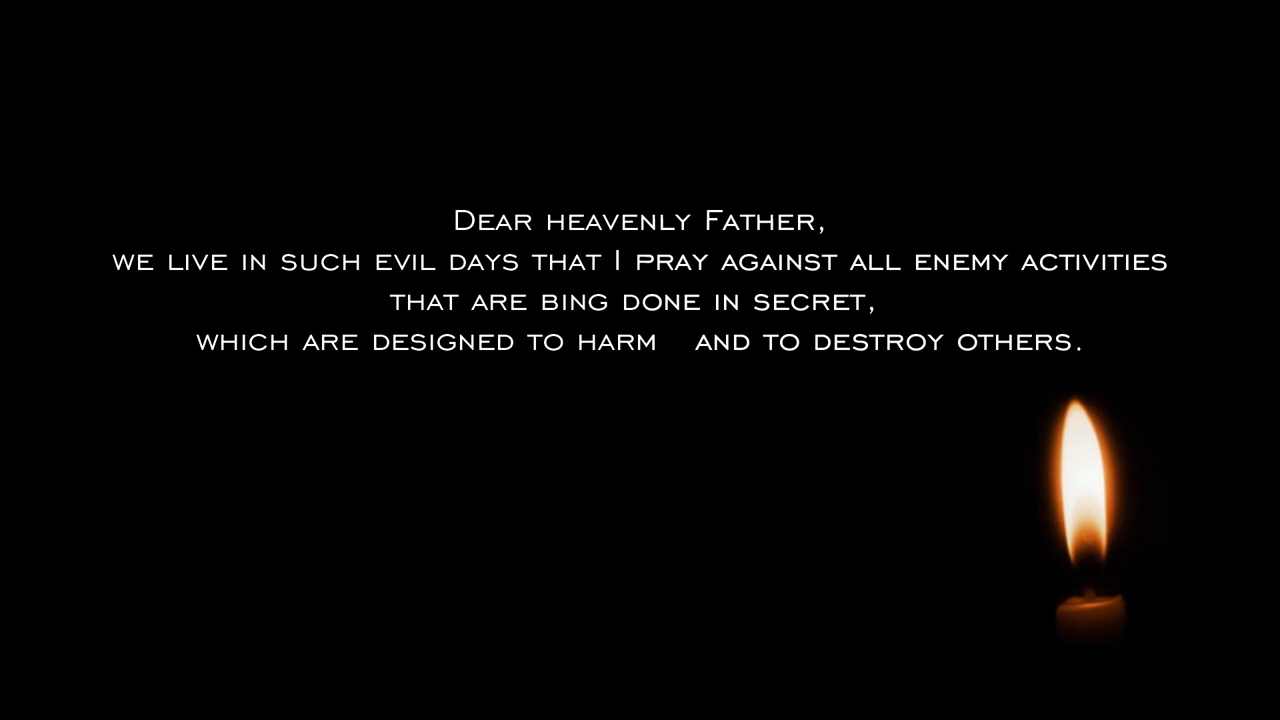 Dear heavenly Father,
we live in such evil days that I pray against all enemy activities
that are bing done in secret,
which are designed to harm   and to destroy others.